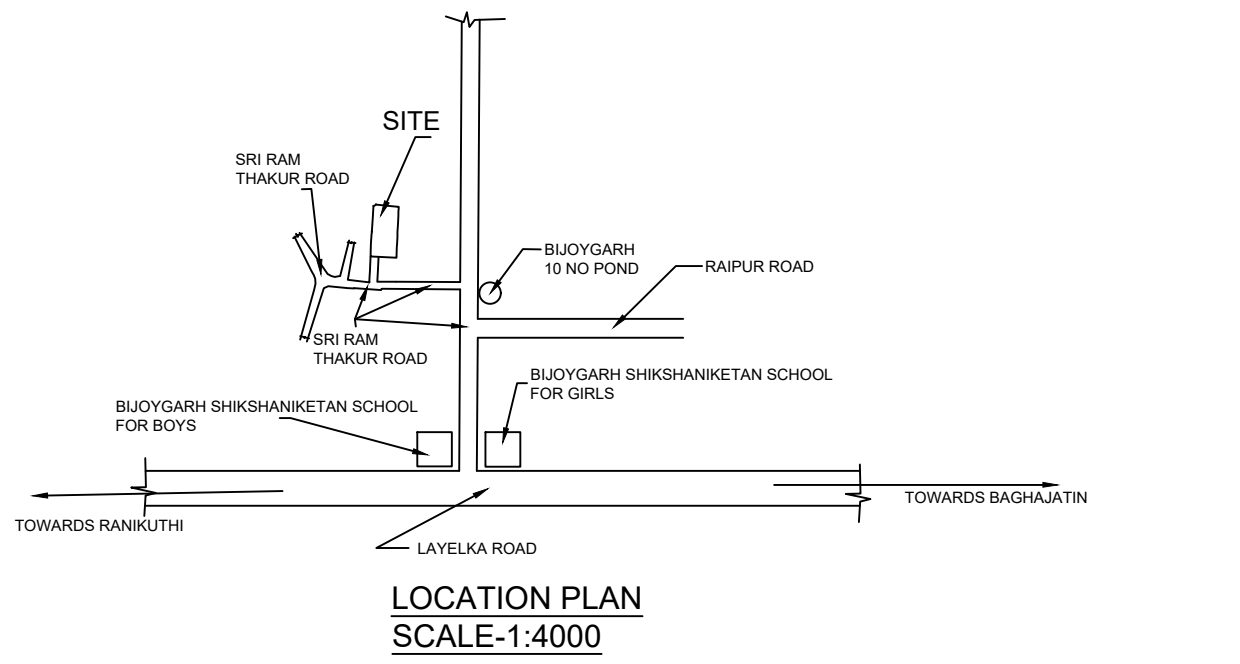 SITE
SRI RAM
THAKUR ROAD
BIJOYGARH
10 NO POND
RAIPUR ROAD
SRI RAM
THAKUR ROAD
BIJOYGARH SHIKSHANIKETAN SCHOOL
FOR GIRLS
BIJOYGARH SHIKSHANIKETAN SCHOOL
FOR BOYS
TOWARDS RANIKUTHI
TOWARDS BAGHAJATIN
LAYELKA ROAD
LOCATION PLAN
SCALE-1:4000